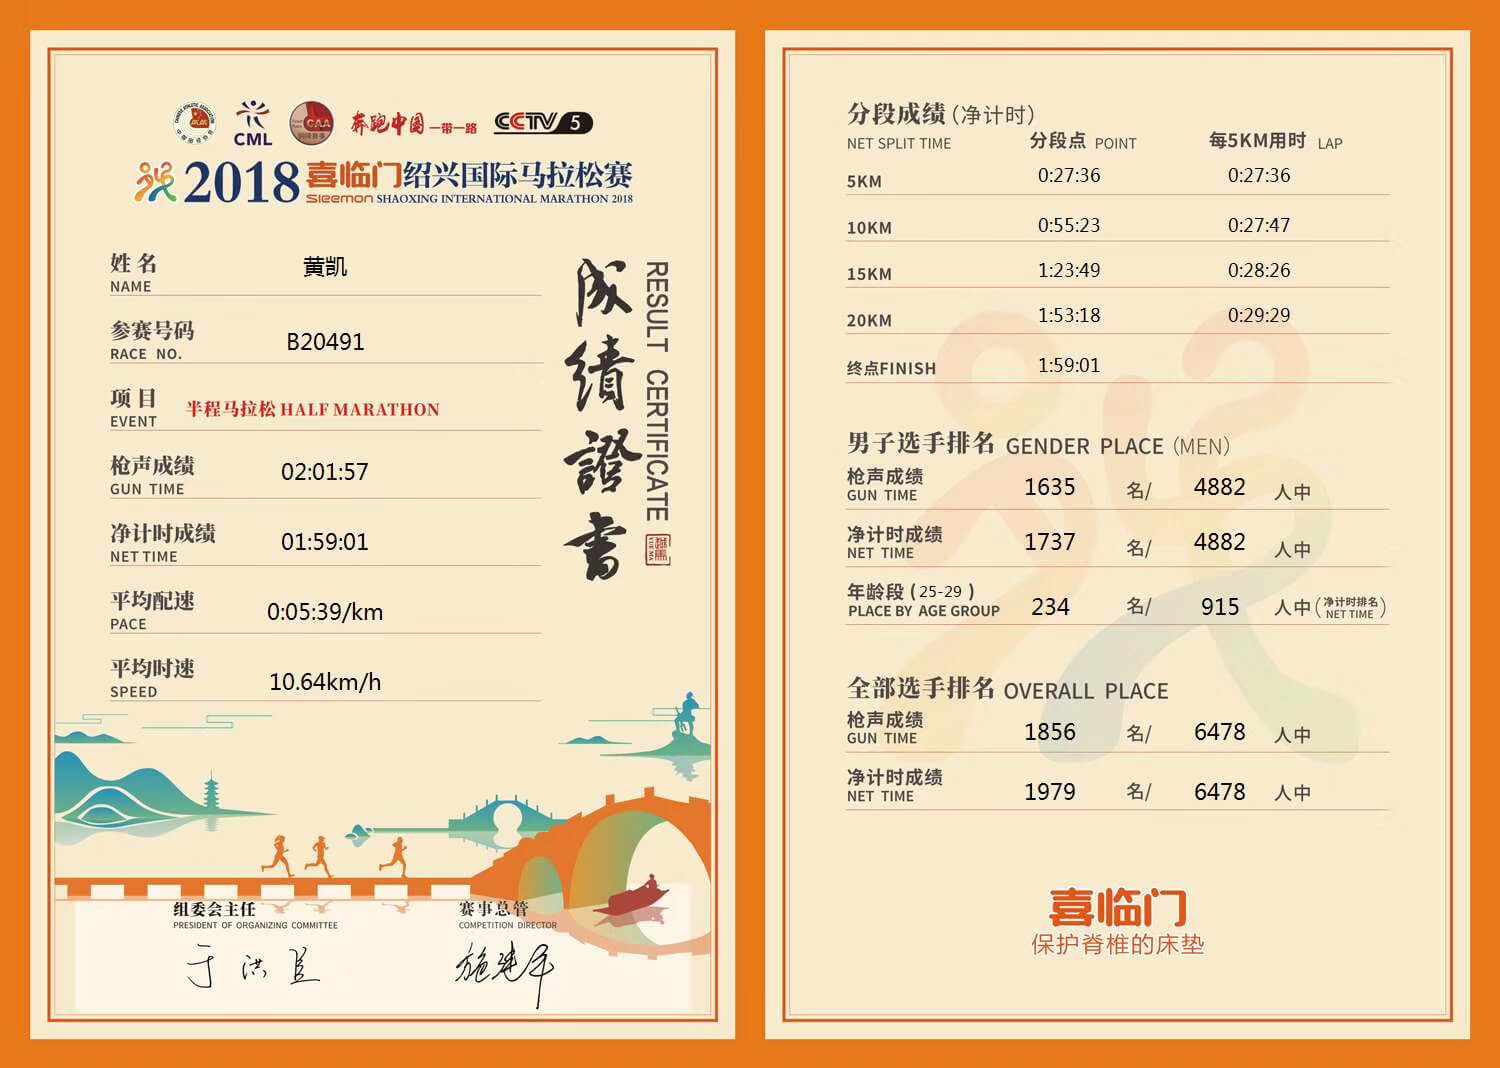 CHINESE ATHLETIC ASSOCIATION
中国田径协会
CML
CAA
奔跑中国 一带一路
CCTV 5
2018 喜临门 绍兴国际马拉松赛
Sleemon SHAOXING INTERNATIONAL MARATHON 2018
姓 名
NAME
黄凯
参赛号码
RACE NO.
B20491
项 目
EVENT
半程马拉松 HALF MARATHON
枪声成绩
GUN TIME
02:01:57
净计时成绩
NET TIME
01:59:01
平均配速
PACE
0:05:39/km
平均时速
SPEED
10.64km/h
成績證書
RESULT CERTIFICATE
组委会主任
PRESIDENT OF ORGANIZING COMMITTEE
赛事总管
COMPETITION DIRECTOR
施建军
分段成绩(净计时)
NET SPLIT TIME
分段点 POINT
每5KM用时 LAP
5KM 0:27:36 0:27:36
10KM 0:55:23 0:27:47
15KM 1:23:49 0:28:26
20KM 1:53:18 0:29:29
终点FINISH 1:59:01
男子选手排名 GENDER PLACE (MEN)
枪声成绩
GUN TIME
1635 名/ 4882 人中
净计时成绩
NET TIME
1737 名/ 4882 人中
年龄段 ( 25-29 )
PLACE BY AGE GROUP
234 名/ 915 人中(净计时排名 NET TIME)
全部选手排名 OVERALL PLACE
枪声成绩
GUN TIME
1856 名/ 6478 人中
净计时成绩
NET TIME
1979 名/ 6478 人中
喜临门
保护脊椎的床垫